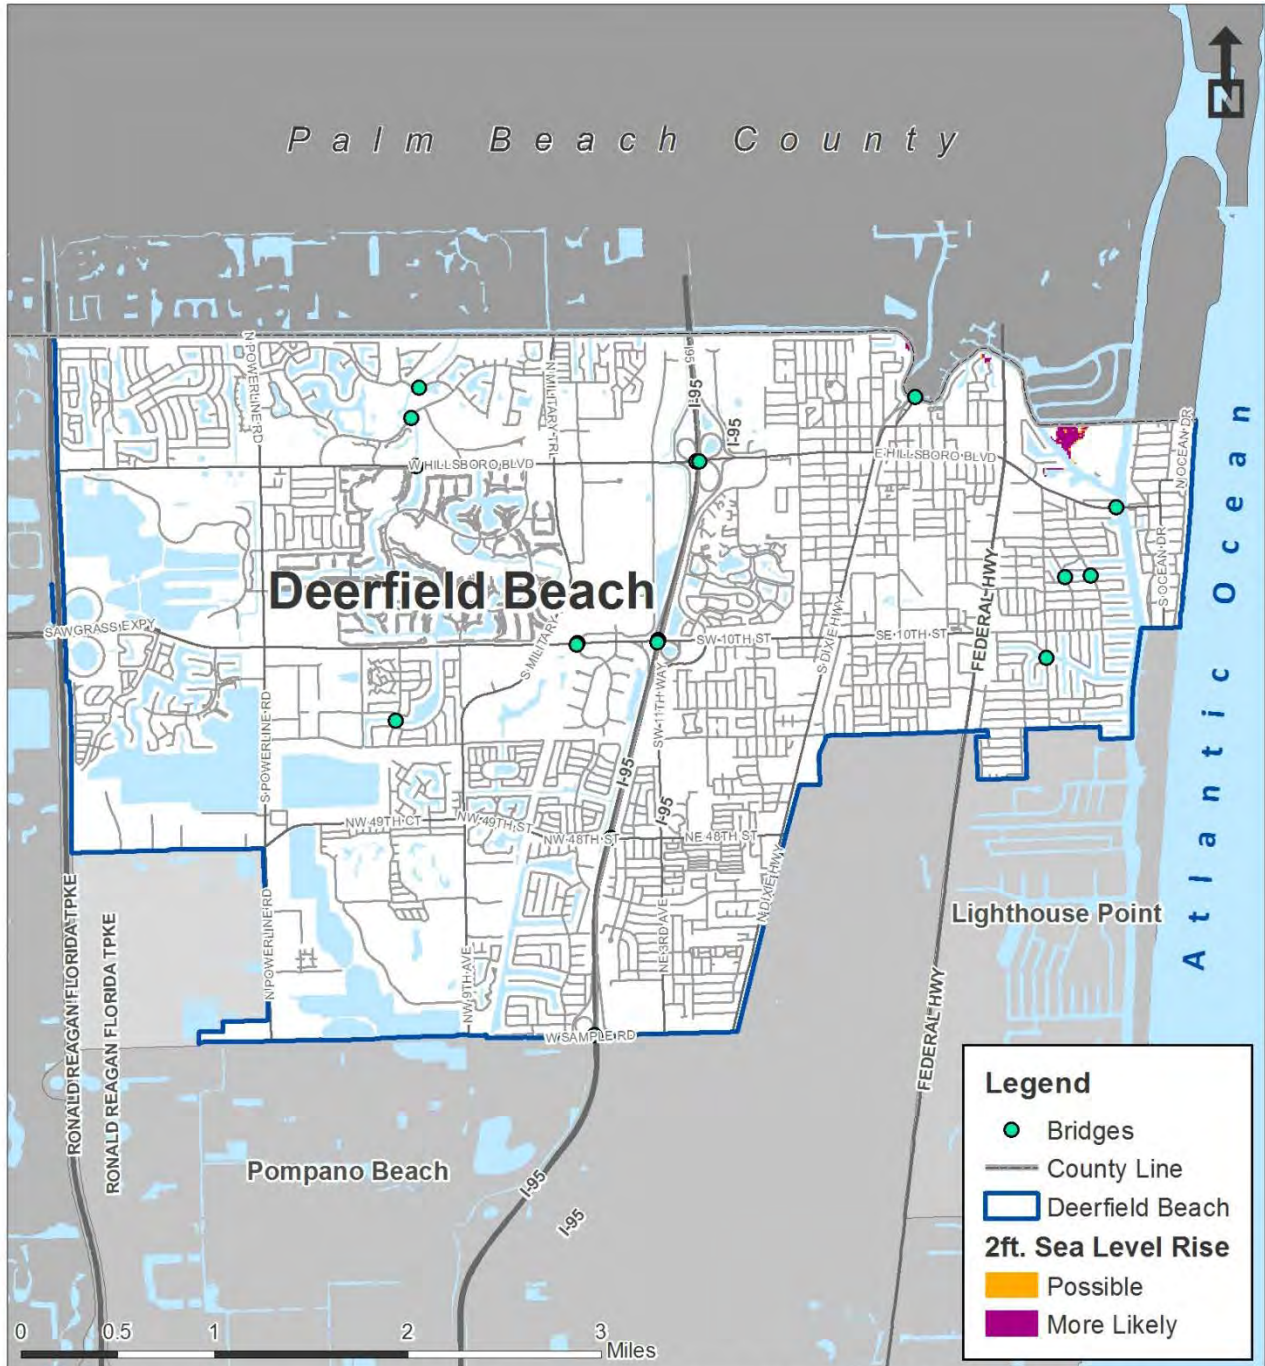 N
Palm Beach County
N POWERLINE RD
N MILITARY TRL
I-95
I-95
I-95
N OCEAN DR
W HILLSBORO BLVD
E HILLSBORO BLVD
Atlantic Ocean
Deerfield Beach
S OCEAN DR
SAWGRASS EXPY
S MILITARY
SW 10TH ST
SE 10TH ST
S DIXIE HWY
FEDERAL HWY
SW 11TH WAY
S POWERLINE RD
I-95
I-95
NW 49TH CT
NW 49TH ST
NW 48TH ST
NE 48TH ST
N DIXIE HWY
Lighthouse Point
RONALD REAGAN FLORIDA TPKE
RONALD REAGAN FLORIDA TPKE
N POWERLINE RD
NW 9TH AVE
NE 3RD AVE
W SAMPLE RD
FEDERAL HWY
Pompano Beach
I-95
I-95
Legend
Bridges
County Line
Deerfield Beach
2ft. Sea Level Rise
Possible
More Likely
0 0.5 1 2 3
Miles